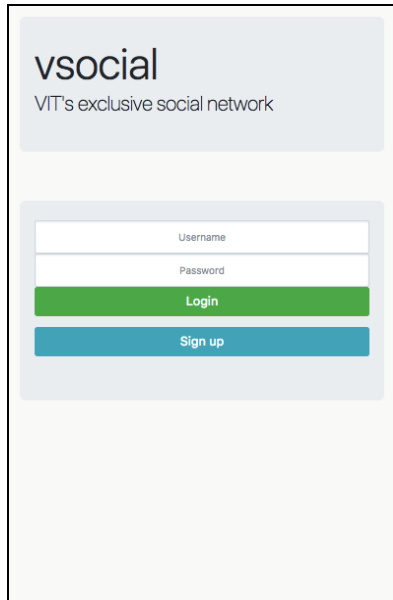 vsocial
VIT's exclusive social network
Username
Password
Login
Sign up